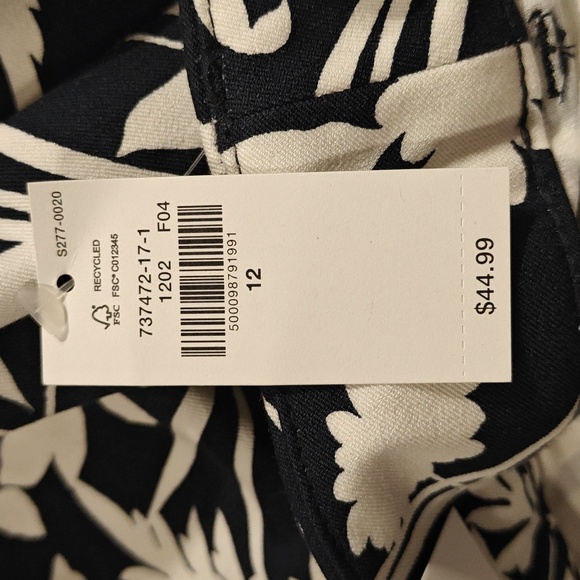 S277-0020
RECYCLED
FSC® C012345
FSC
737472-17-1
1202 F04
500098791991
12
$44.99